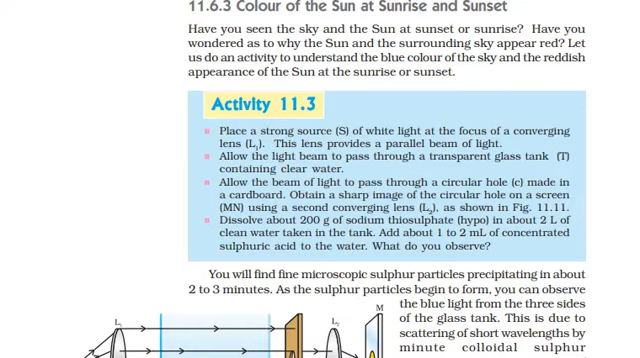 11.6.3 Colour of the Sun at Sunrise and Sunset
Have you seen the sky and the Sun at sunset or sunrise? Have you
wondered as to why the Sun and the surrounding sky appear red? Let
us do an activity to understand the blue colour of the sky and the reddish
appearance of the Sun at the sunrise or sunset.
Activity 11.3
Place a strong source (S) of white light at the focus of a converging
lens (L₁). This lens provides a parallel beam of light.
Allow the light beam to pass through a transparent glass tank (T)
containing clear water.
Allow the beam of light to pass through a circular hole (c) made in
a cardboard. Obtain a sharp image of the circular hole on a screen
(MN) using a second converging lens (L₂), as shown in Fig. 11.11.
Dissolve about 200 g of sodium thiosulphate (hypo) in about 2 L of
clean water taken in the tank. Add about 1 to 2 mL of concentrated
sulphuric acid to the water. What do you observe?
You will find fine microscopic sulphur particles precipitating in about
2 to 3 minutes. As the sulphur particles begin to form, you can observe
the blue light from the three sides
of the glass tank. This is due to
scattering of short wavelengths by
minute colloidal sulphur
L₁
L₂
M